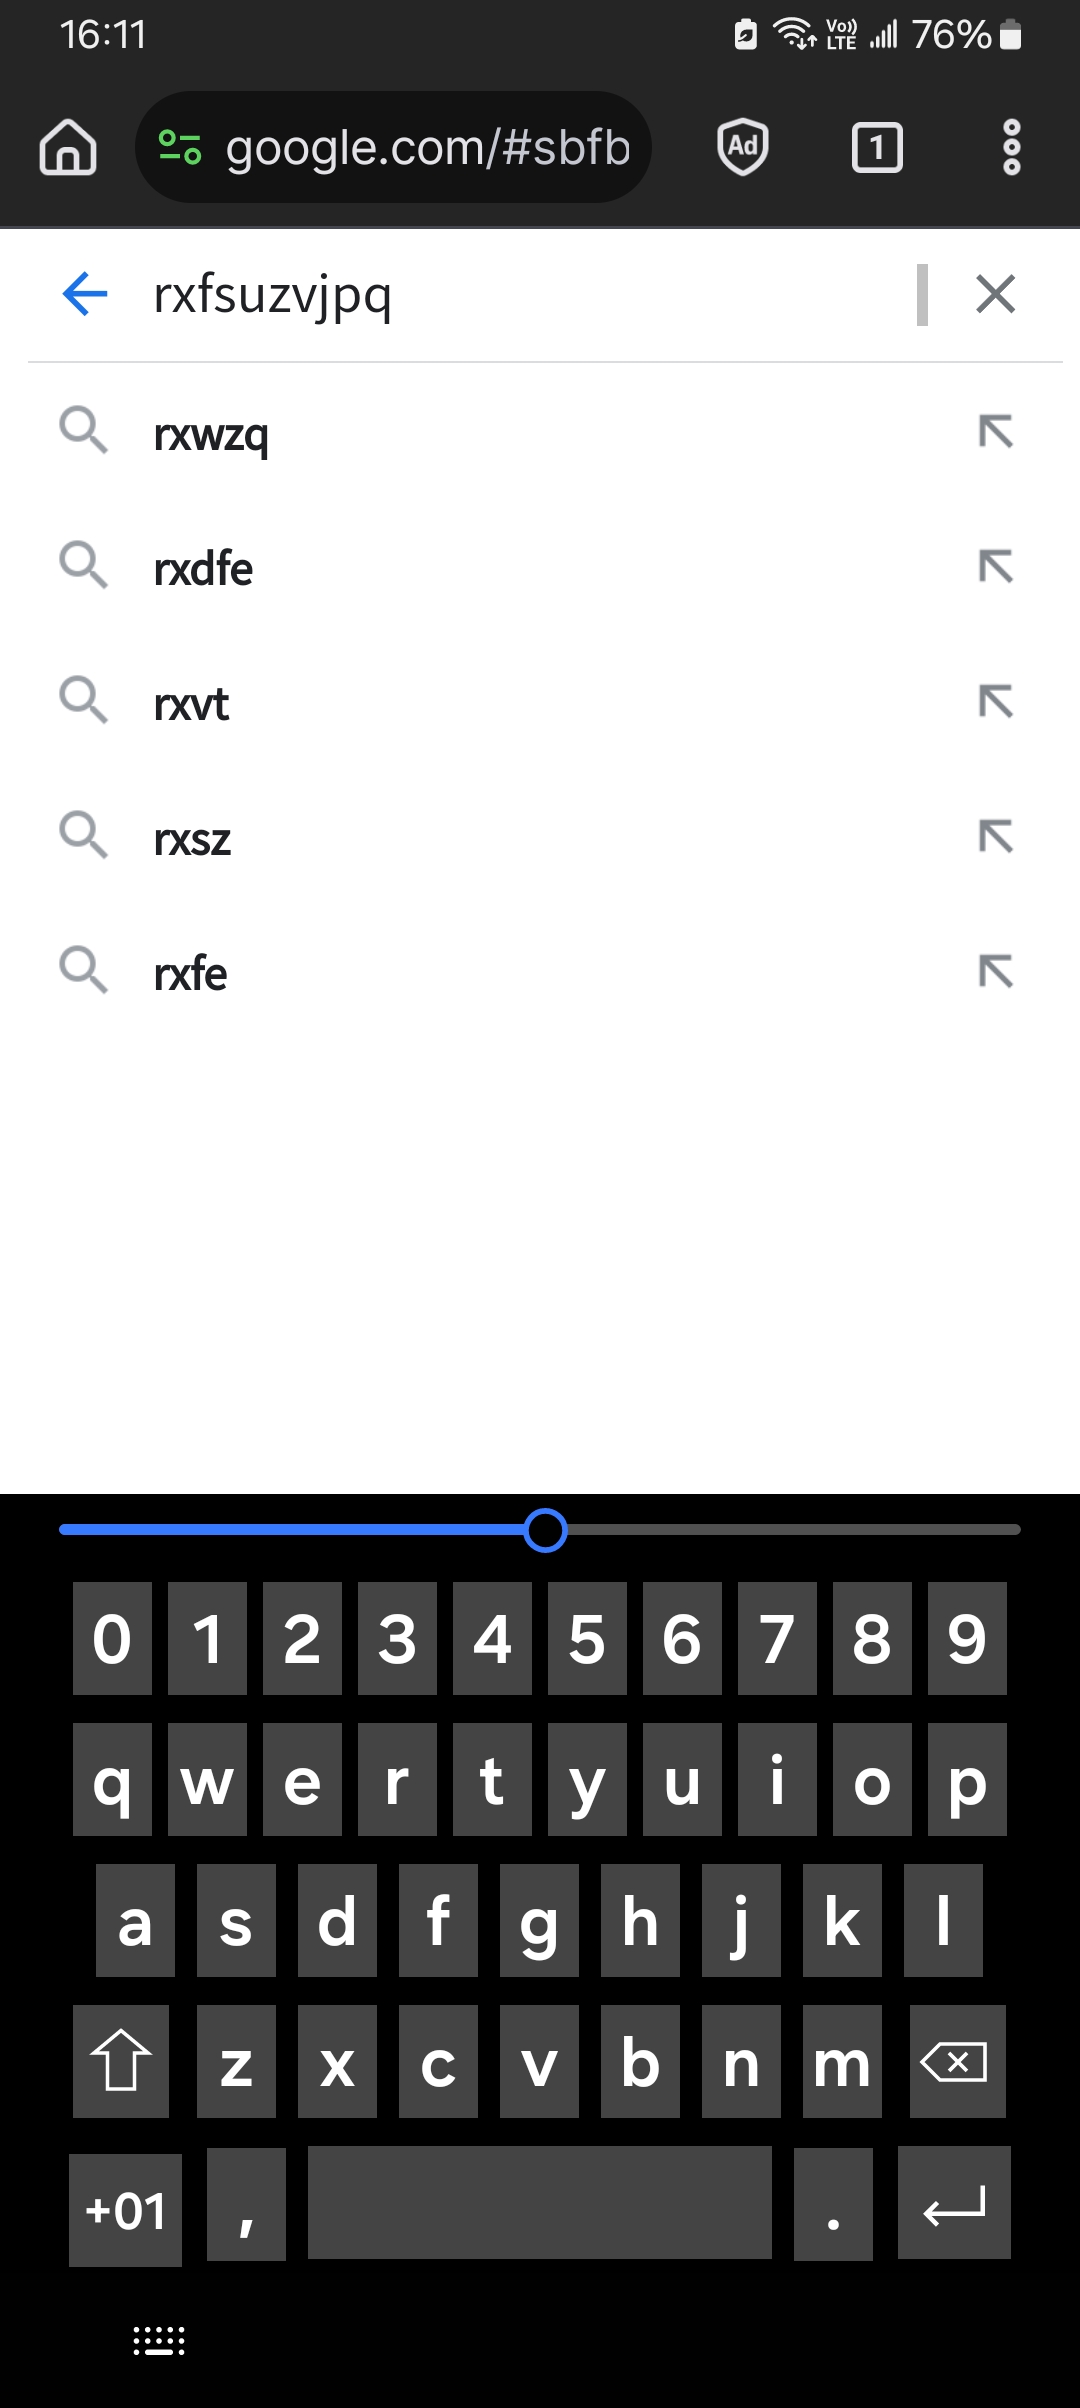 16:11 Vo)) LTE 76%
google.com/#sbfb Ad 1
rxfsuzvjpq
rxwzq
rxdfe
rxvt
rxsz
rxfe
0 1 2 3 4 5 6 7 8 9
q w e r t y u i o p
a s d f g h j k l
z x c v b n m
+01 , .